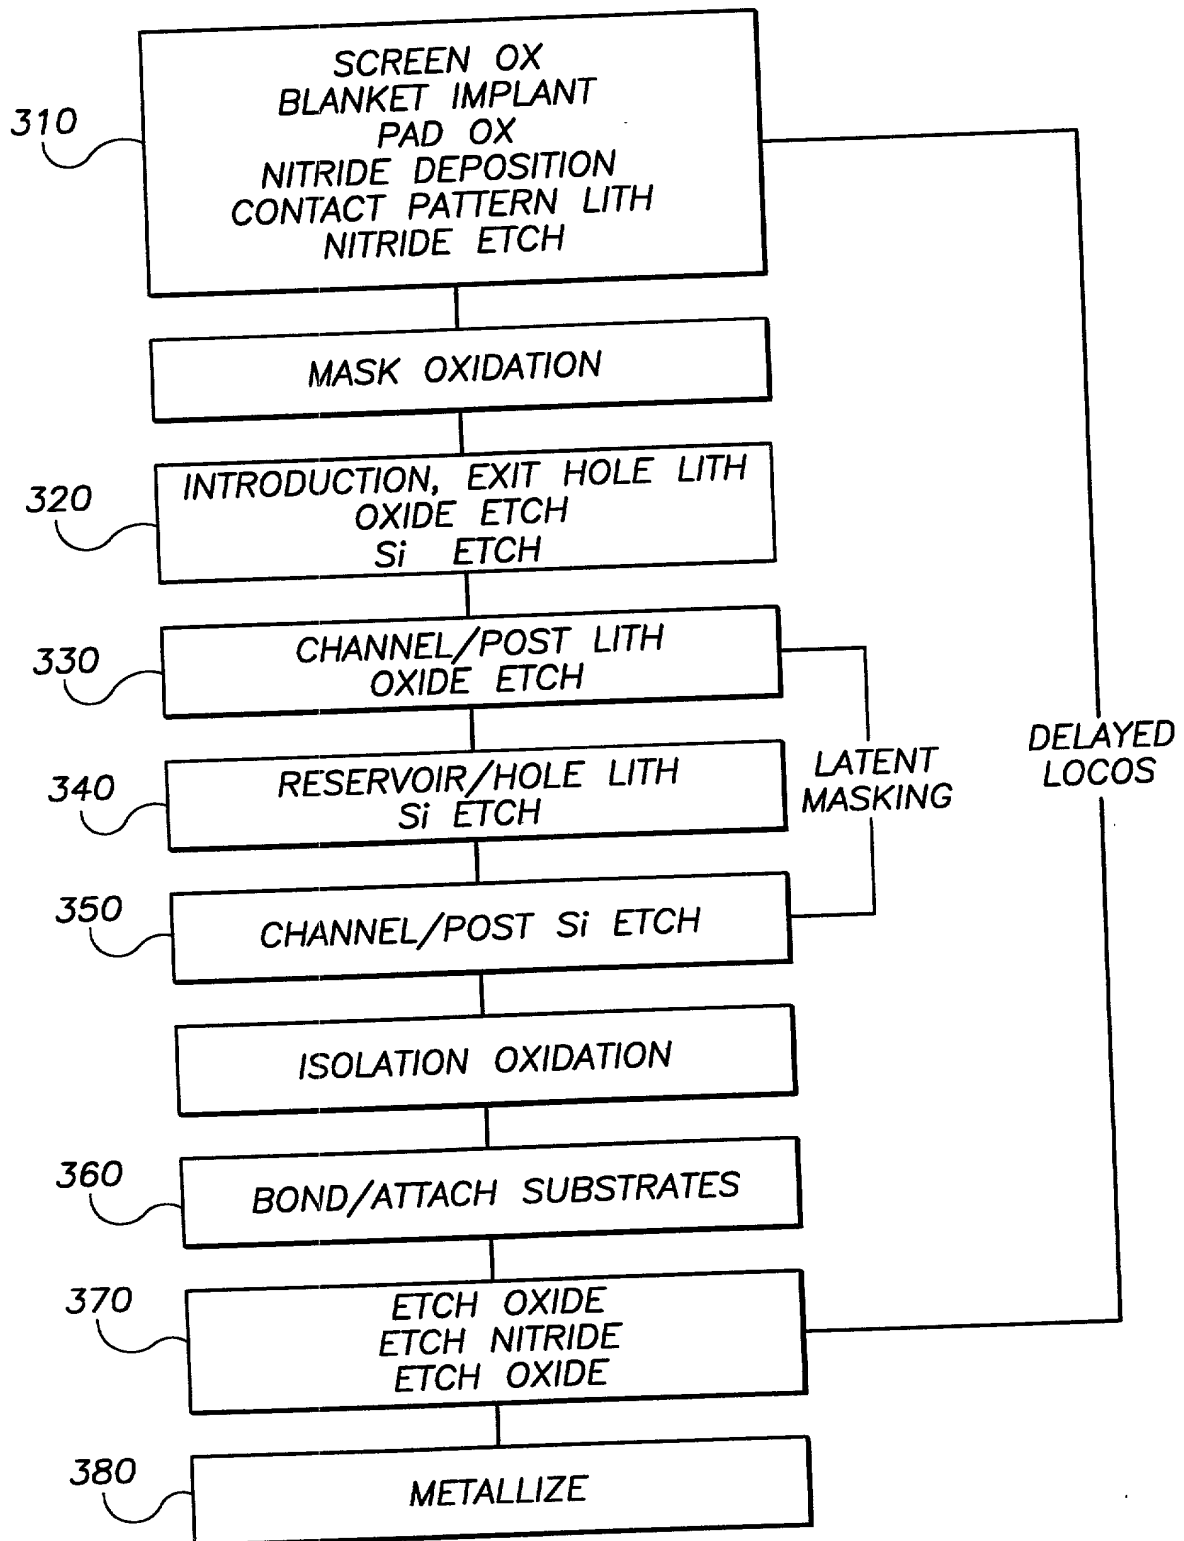 310
SCREEN OX
BLANKET IMPLANT
PAD OX
NITRIDE DEPOSITION
CONTACT PATTERN LITH
NITRIDE ETCH
MASK OXIDATION
320
INTRODUCTION, EXIT HOLE LITH
OXIDE ETCH
Si ETCH
330
CHANNEL/POST LITH
OXIDE ETCH
340
RESERVOIR/HOLE LITH
Si ETCH
LATENT
MASKING
DELAYED
LOCOS
350
CHANNEL/POST Si ETCH
ISOLATION OXIDATION
360
BOND/ATTACH SUBSTRATES
370
ETCH OXIDE
ETCH NITRIDE
ETCH OXIDE
380
METALLIZE